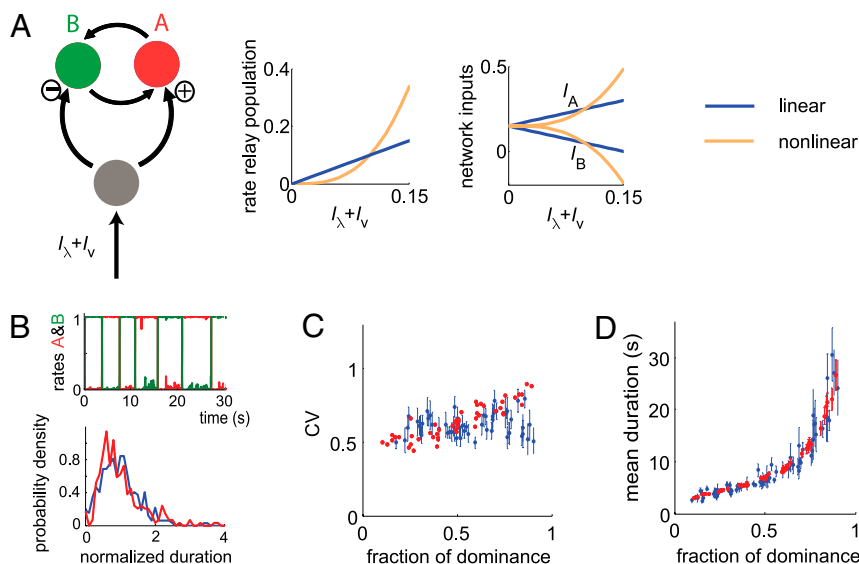 A
B A
− +
I_λ+I_v
rate relay population
0.4
0.2
0
0 0.15
I_λ+I_v
network inputs
0.5
0
I_A
I_B
0 0.15
I_λ+I_v
linear
nonlinear
B
rates A&B
1
0
0 10 20 30
time (s)
probability density
0.8
0.4
0
0 2 4
normalized duration
C
CV
1
0.5
0
0 0.5 1
fraction of dominance
D
mean duration (s)
30
20
10
0
0 0.5 1
fraction of dominance